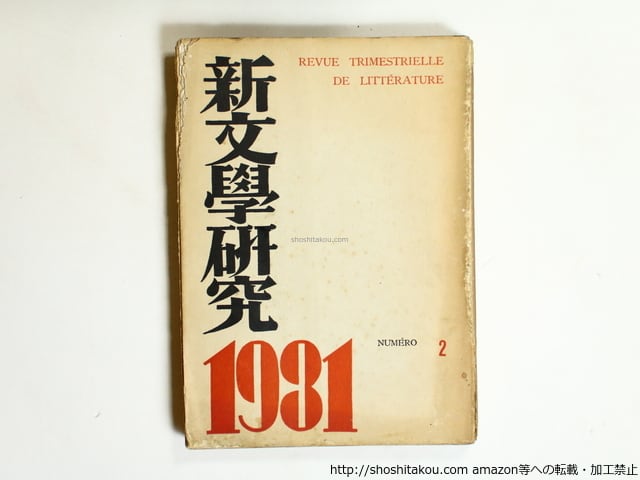 REVUE TRIMESTRIELLE
DE LITTÉRATURE
新文學研究
shoshitakou.com
1931
NUMÉRO 2
http://shoshitakou.com amazon等への転載・加工禁止